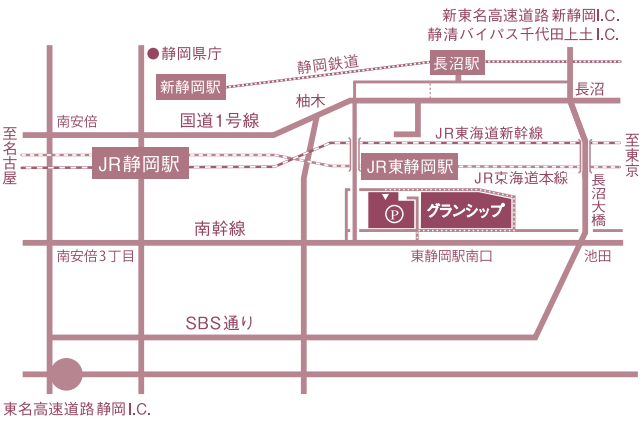 新東名高速道路 新静岡I.C.
静清バイパス千代田上土I.C.
静岡県庁
静岡鉄道
長沼駅
新静岡駅
柚木
長沼
南安倍
国道1号線
JR東海道新幹線
至名古屋
至東京
JR静岡駅
JR東静岡駅
JR東海道本線
長沼大橋
P
グランシップ
南幹線
南安倍3丁目
東静岡駅南口
池田
SBS通り
東名高速道路 静岡I.C.